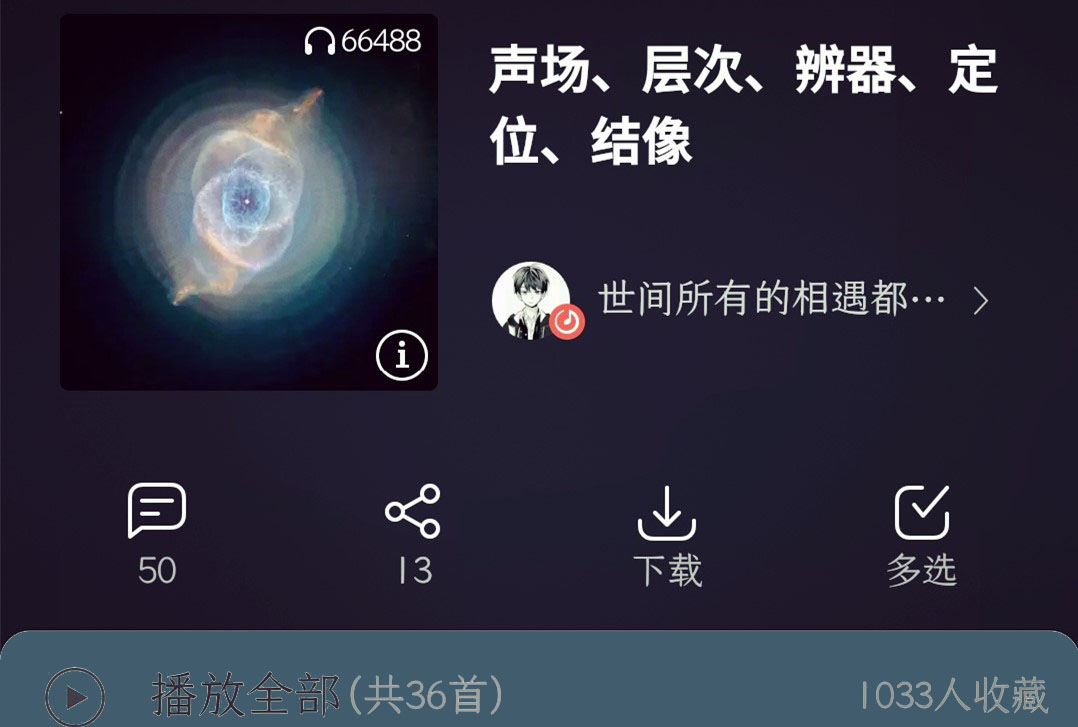 66488
声场、层次、辨器、定
位、结像
世间所有的相遇都…
50
13
下载
多选
播放全部(共36首)
1033人收藏